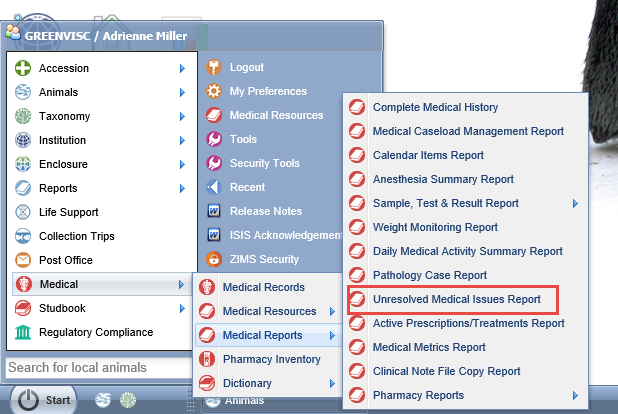 GREENVISC / Adrienne Miller
Accession
Animals
Taxonomy
Institution
Enclosure
Reports
Life Support
Collection Trips
Post Office
Medical
Studbook
Regulatory Compliance
Search for local animals
Start
Logout
My Preferences
Medical Resources
Tools
Security Tools
Recent
Release Notes
ISIS Acknowledgement
ZIMS Security
Medical Records
Medical Resources
Medical Reports
Pharmacy Inventory
Dictionary
Animals
Complete Medical History
Medical Caseload Management Report
Calendar Items Report
Anesthesia Summary Report
Sample, Test & Result Report
Weight Monitoring Report
Daily Medical Activity Summary Report
Pathology Case Report
Unresolved Medical Issues Report
Active Prescriptions/Treatments Report
Medical Metrics Report
Clinical Note File Copy Report
Pharmacy Reports